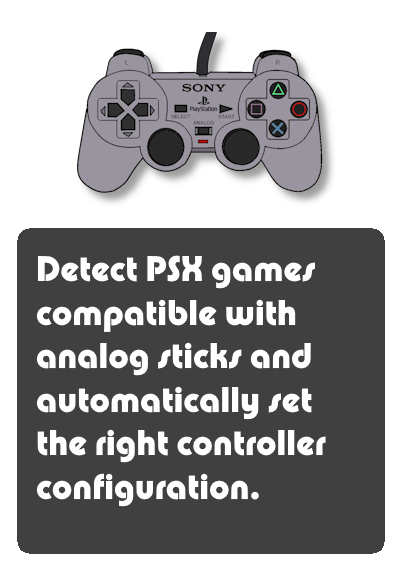 L R
SONY
PlayStation
SELECT START
ANALOG
Detect PSX games
compatible with
analog sticks and
automatically set
the right controller
configuration.